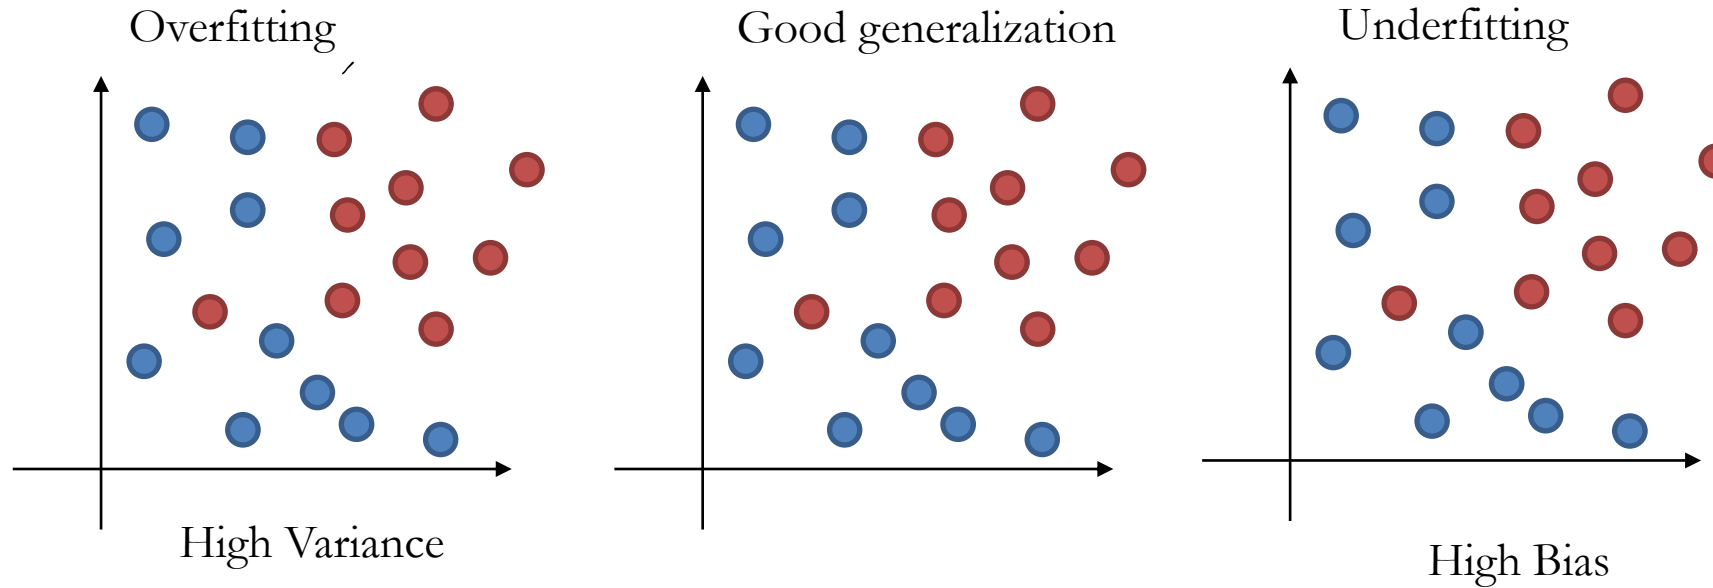 Overfitting
Good generalization
Underfitting
High Variance
High Bias